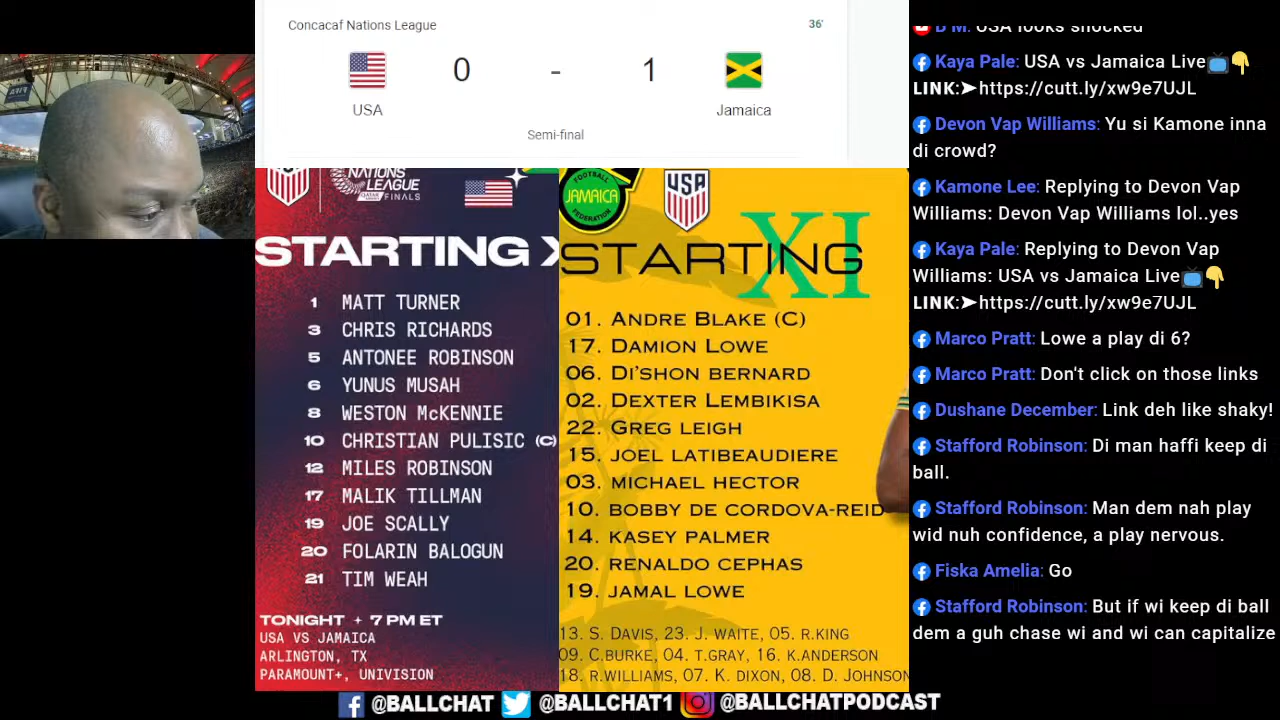 Concacaf Nations League
36'
0 - 1
USA
Jamaica
Semi-final
NATIONS
LEAGUE
FINALS
STARTING X
1 MATT TURNER
3 CHRIS RICHARDS
5 ANTONEE ROBINSON
6 YUNUS MUSAH
8 WESTON McKENNIE
10 CHRISTIAN PULISIC (C)
12 MILES ROBINSON
17 MALIK TILLMAN
19 JOE SCALLY
20 FOLARIN BALOGUN
21 TIM WEAH
TONIGHT + 7 PM ET
USA VS JAMAICA
ARLINGTON, TX
PARAMOUNT+, UNIVISION
FOOTBALL
JAMAICA
FEDERATION
USA
STARTING XI
01. ANDRE BLAKE (C)
17. DAMION LOWE
06. DI'SHON BERNARD
02. DEXTER LEMBIKISA
22. GREG LEIGH
15. JOEL LATIBEAUDIERE
03. MICHAEL HECTOR
10. BOBBY DE CORDOVA-REID
14. KASEY PALMER
20. RENALDO CEPHAS
19. JAMAL LOWE
13. S. DAVIS, 23. J. WAITE, 05. R.KING
09. C.BURKE, 04. T.GRAY, 16. K.ANDERSON
18. R.WILLIAMS, 07. K. DIXON, 08. D. JOHNSON
B M: USA looks shocked
Kaya Pale: USA vs Jamaica Live📺👇
LINK:➤https://cutt.ly/xw9e7UJL
Devon Vap Williams: Yu si Kamone inna
di crowd?
Kamone Lee: Replying to Devon Vap
Williams: Devon Vap Williams lol..yes
Kaya Pale: Replying to Devon Vap
Williams: USA vs Jamaica Live📺👇
LINK:➤https://cutt.ly/xw9e7UJL
Marco Pratt: Lowe a play di 6?
Marco Pratt: Don't click on those links
Dushane December: Link deh like shaky!
Stafford Robinson: Di man haffi keep di
ball.
Stafford Robinson: Man dem nah play
wid nuh confidence, a play nervous.
Fiska Amelia: Go
Stafford Robinson: But if wi keep di ball
dem a guh chase wi and wi can capitalize
@BALLCHAT @BALLCHAT1 @BALLCHATPODCAST